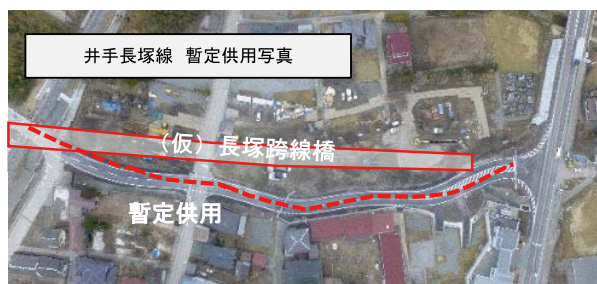 井手長塚線 暫定供用写真
（仮）長塚跨線橋
暫定供用